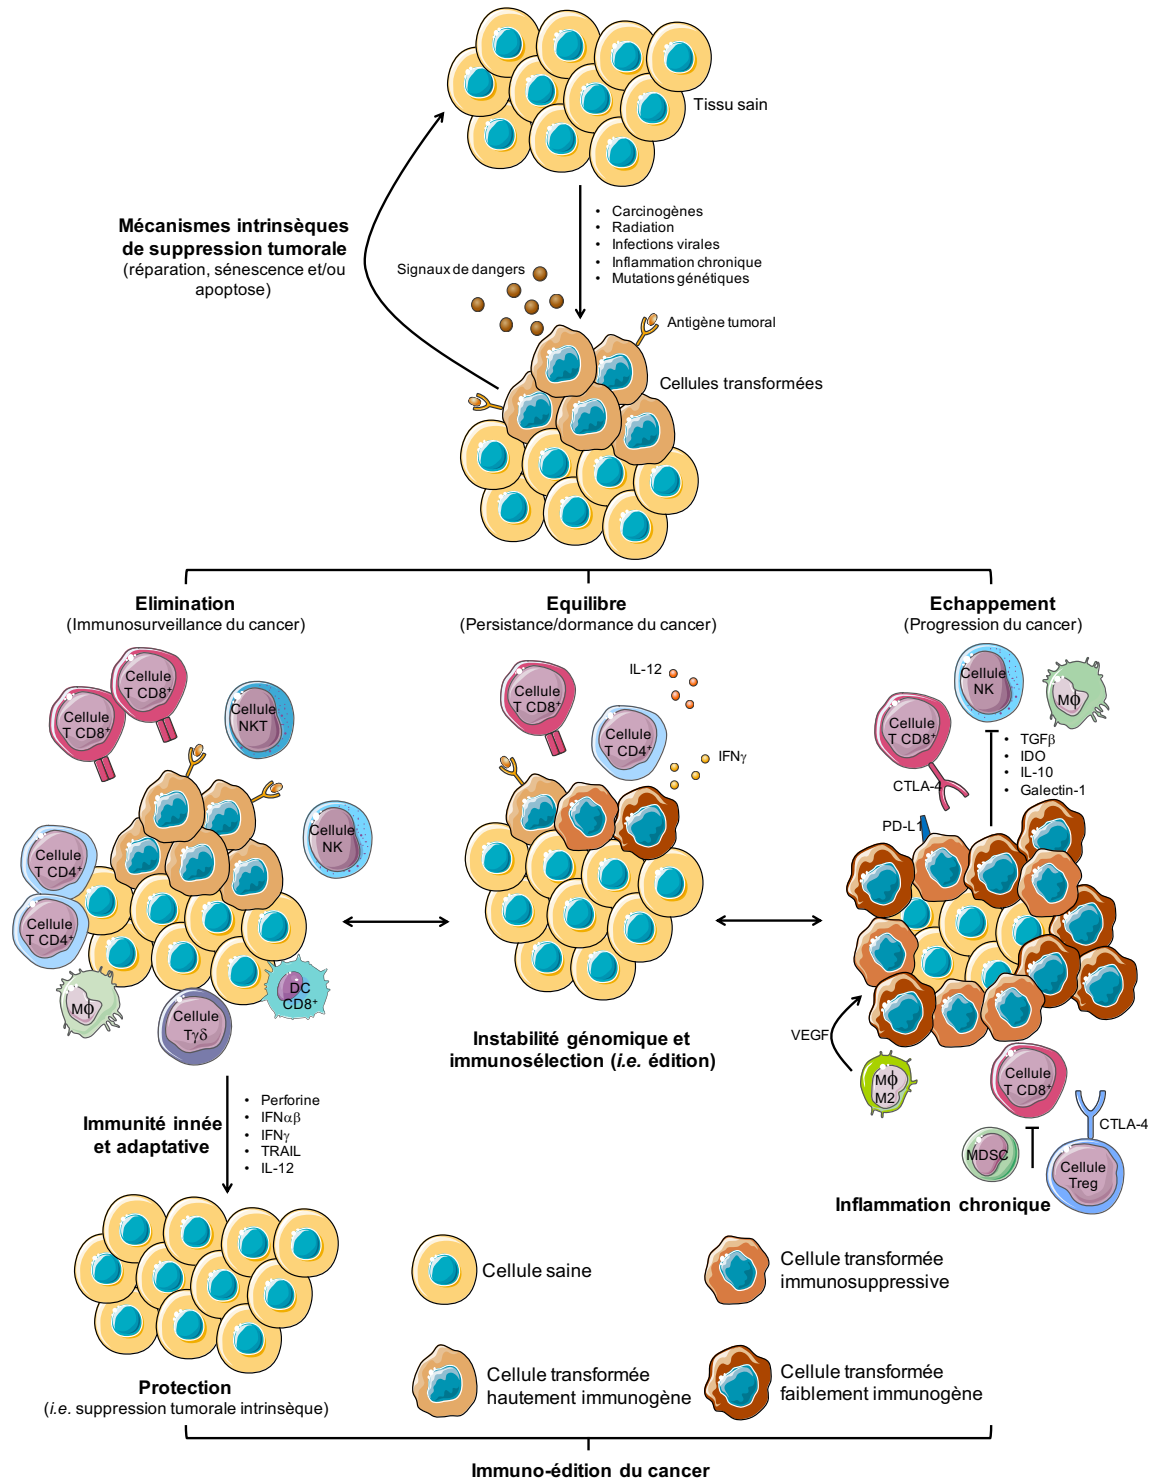 Tissu sain
• Carcinogènes
• Radiation
• Infections virales
• Inflammation chronique
• Mutations génétiques
Mécanismes intrinsèques
de suppression tumorale
(réparation, sénescence et/ou
apoptose)
Signaux de dangers
Antigène tumoral
Cellules transformées
Elimination
(Immunosurveillance du cancer)
Cellule
T CD8+
Cellule
T CD8+
Cellule
NKT
Cellule
NK
Cellule
T CD4+
Cellule
T CD4+
Mϕ
Cellule
Tγδ
DC
CD8+
Immunité innée
et adaptative
• Perforine
• IFNαβ
• IFNγ
• TRAIL
• IL-12
Protection
(i.e. suppression tumorale intrinsèque)
Equilibre
(Persistance/dormance du cancer)
Cellule
T CD8+
IL-12
Cellule
T CD4+
IFNγ
Instabilité génomique et
immunosélection (i.e. édition)
Echappement
(Progression du cancer)
Cellule
NK
Mϕ
Cellule
T CD8+
CTLA-4
• TGFβ
• IDO
• IL-10
• Galectin-1
PD-L1
VEGF
Mϕ
M2
Cellule
T CD8+
CTLA-4
MDSC
Cellule
Treg
Inflammation chronique
Cellule saine
Cellule transformée
immunosuppressive
Cellule transformée
hautement immunogène
Cellule transformée
faiblement immunogène
Immuno-édition du cancer